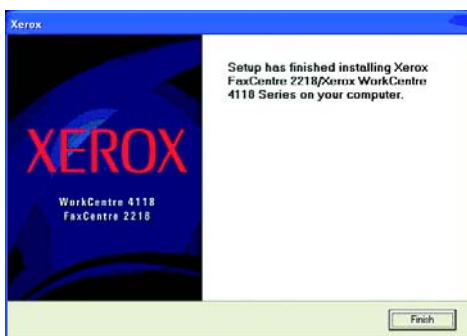 Xerox
Setup has finished installing Xerox
FaxCentre 2218/Xerox WorkCentre
4118 Series on your computer.
XEROX
WorkCentre 4118
FaxCentre 2218
Finish